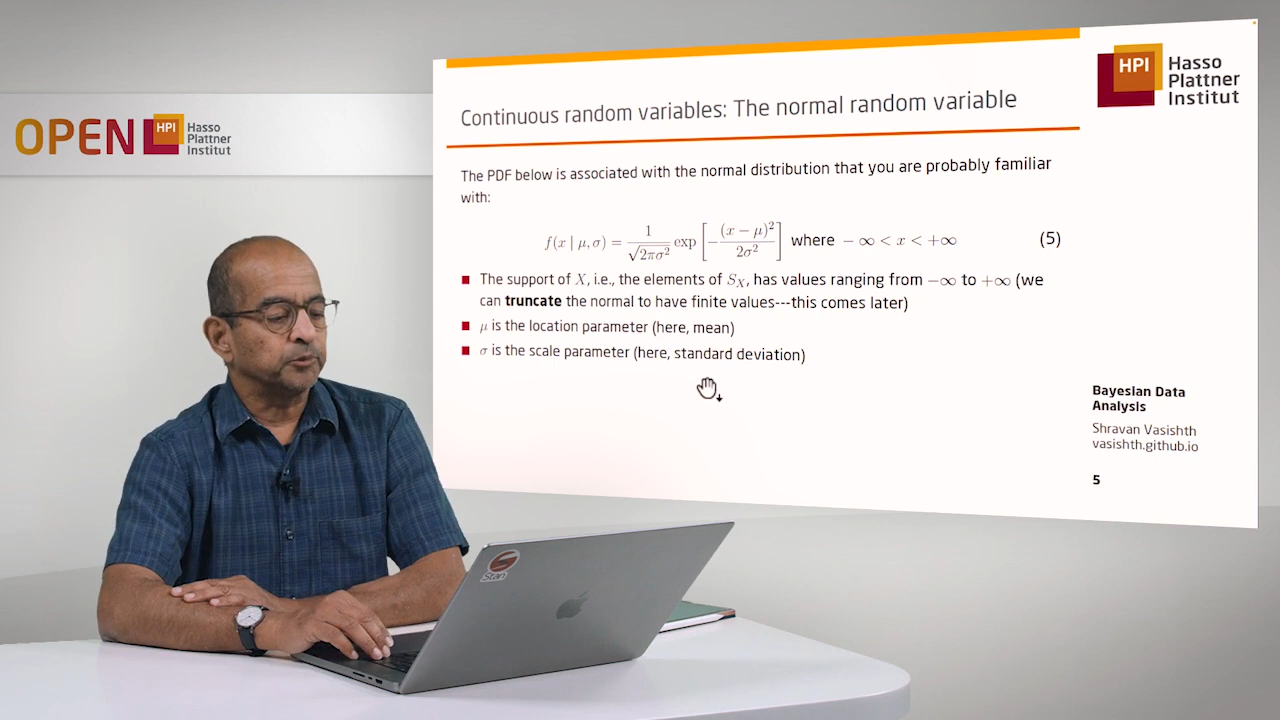 OPEN HPI Hasso
Plattner
Institut
HPI Hasso
Plattner
Institut
Continuous random variables: The normal random variable
The PDF below is associated with the normal distribution that you are probably familiar
with:
f(x | μ, σ) = 1/√(2πσ²) exp [−(x − μ)²/2σ²] where − ∞ < x < +∞ (5)
The support of X, i.e., the elements of S_X, has values ranging from −∞ to +∞ (we
can truncate the normal to have finite values---this comes later)
μ is the location parameter (here, mean)
σ is the scale parameter (here, standard deviation)
Bayesian Data
Analysis
Shravan Vasishth
vasishth.github.io
5
Stan